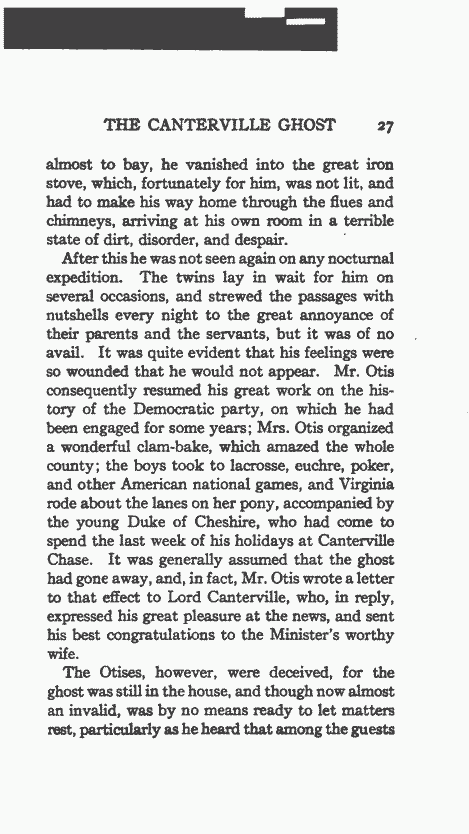 THE CANTERVILLE GHOST 27
almost to bay, he vanished into the great iron
stove, which, fortunately for him, was not lit, and
had to make his way home through the flues and
chimneys, arriving at his own room in a terrible
state of dirt, disorder, and despair.
After this he was not seen again on any nocturnal
expedition. The twins lay in wait for him on
several occasions, and strewed the passages with
nutshells every night to the great annoyance of
their parents and the servants, but it was of no
avail. It was quite evident that his feelings were
so wounded that he would not appear. Mr. Otis
consequently resumed his great work on the his-
tory of the Democratic party, on which he had
been engaged for some years; Mrs. Otis organized
a wonderful clam-bake, which amazed the whole
county; the boys took to lacrosse, euchre, poker,
and other American national games, and Virginia
rode about the lanes on her pony, accompanied by
the young Duke of Cheshire, who had come to
spend the last week of his holidays at Canterville
Chase. It was generally assumed that the ghost
had gone away, and, in fact, Mr. Otis wrote a letter
to that effect to Lord Canterville, who, in reply,
expressed his great pleasure at the news, and sent
his best congratulations to the Minister's worthy
wife.
The Otises, however, were deceived, for the
ghost was still in the house, and though now almost
an invalid, was by no means ready to let matters
rest, particularly as he heard that among the guests